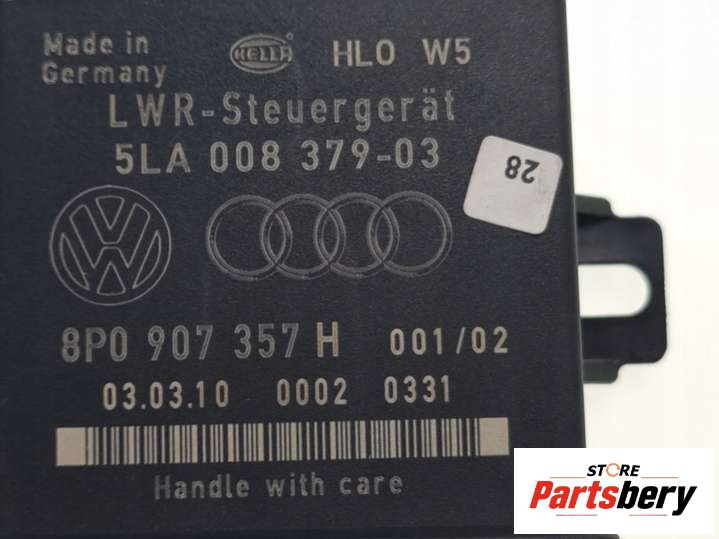 Made in
Germany
HELLA
HLO W5
LWR-Steuergerät
5LA 008 379-03
28
VW
8P0 907 357 H 001/02
03.03.10 0002 0331
Handle with care
STORE
Partsbery